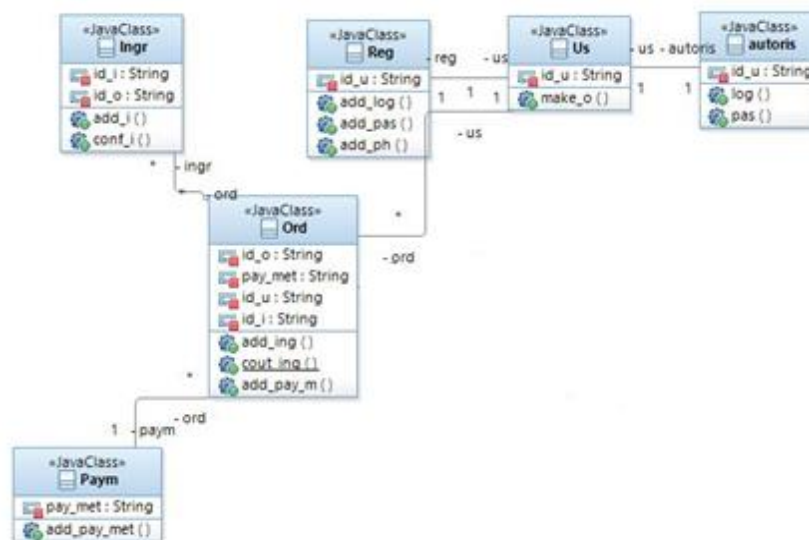 «JavaClass»
Ingr
id_i : String
id_o : String
add_i ()
conf_i ()
«JavaClass»
Reg
id_u : String
add_log ()
add_pas ()
add_ph ()
- reg
- us
1
1
1
«JavaClass»
Us
id_u : String
make_o ()
- us
- autoris
1
1
«JavaClass»
autoris
id_u : String
log ()
pas ()
- us
*
- ingr
*
- ord
*
- ord
«JavaClass»
Ord
id_o : String
pay_met : String
id_u : String
id_i : String
add_ing ()
cout_ing ()
add_pay_m ()
*
- ord
1
- paym
«JavaClass»
Paym
pay_met : String
add_pay_met ()